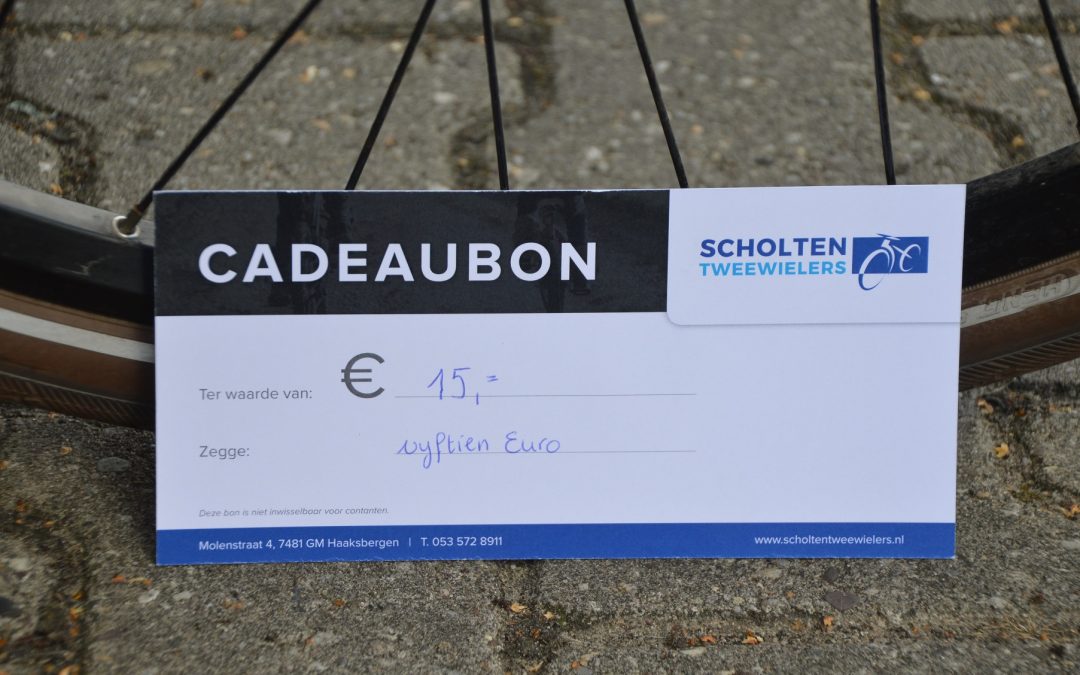 CADEAUBON
SCHOLTEN
TWEEWIELERS
Ter waarde van: € 15,=
Zegge: vyftien Euro
Deze bon is niet inwisselbaar voor contanten.
Molenstraat 4, 7481 GM Haaksbergen | T. 053 572 8911
www.scholtentweewielers.nl